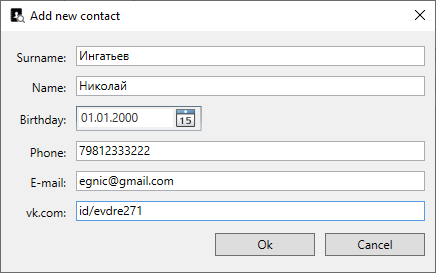 Add new contact
Surname: Ингатьев
Name: Николай
Birthday: 01.01.2000 15
Phone: 79812333222
E-mail: egnic@gmail.com
vk.com: id/evdre271
Ok Cancel